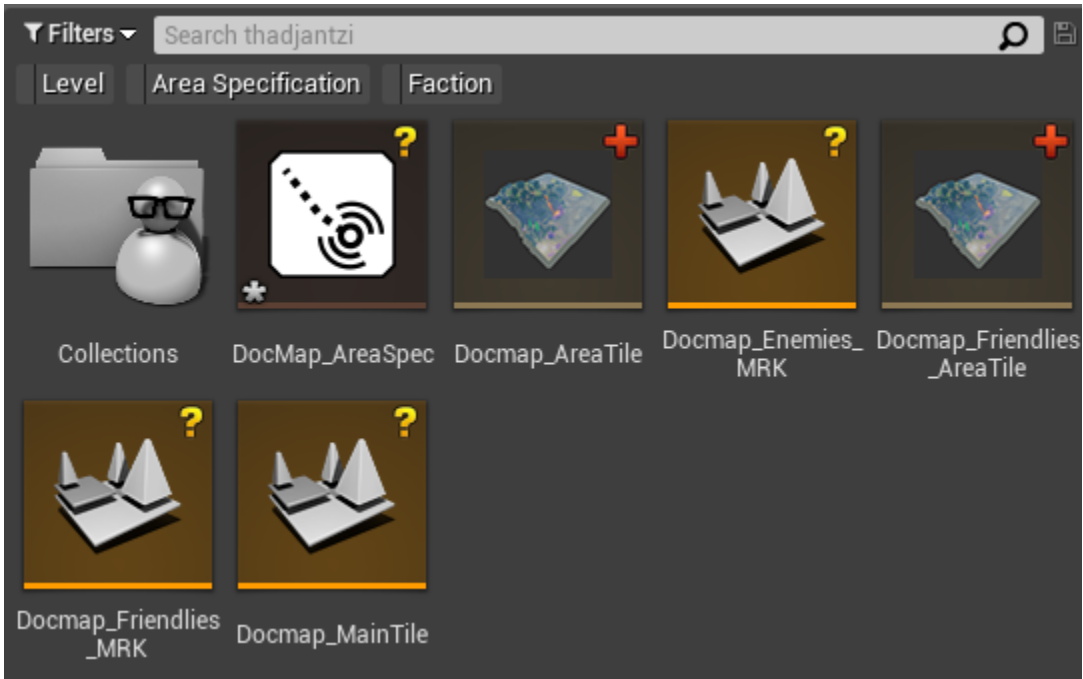 Filters
Search thadjantzi
Level
Area Specification
Faction
Collections
DocMap_AreaSpec
Docmap_AreaTile
Docmap_Enemies_
MRK
Docmap_Friendlies
_AreaTile
Docmap_Friendlies
_MRK
Docmap_MainTile